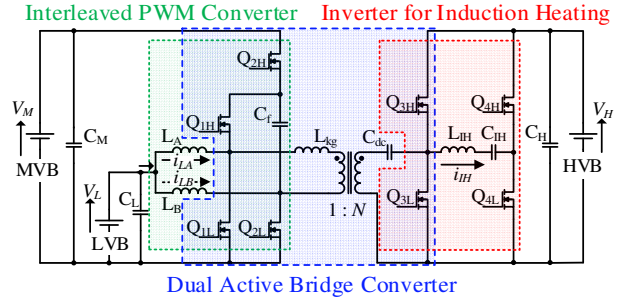 Interleaved PWM Converter
Inverter for Induction Heating
Q2H
VM
CM
MVB
Q1H
Cf
LA
iLA
iLB
LB
VL
CL
LVB
Q1L
Q2L
Lkg
1 : N
Cdc
Q3H
Q4H
LIH
CIH
iIH
Q3L
Q4L
CH
VH
HVB
Dual Active Bridge Converter